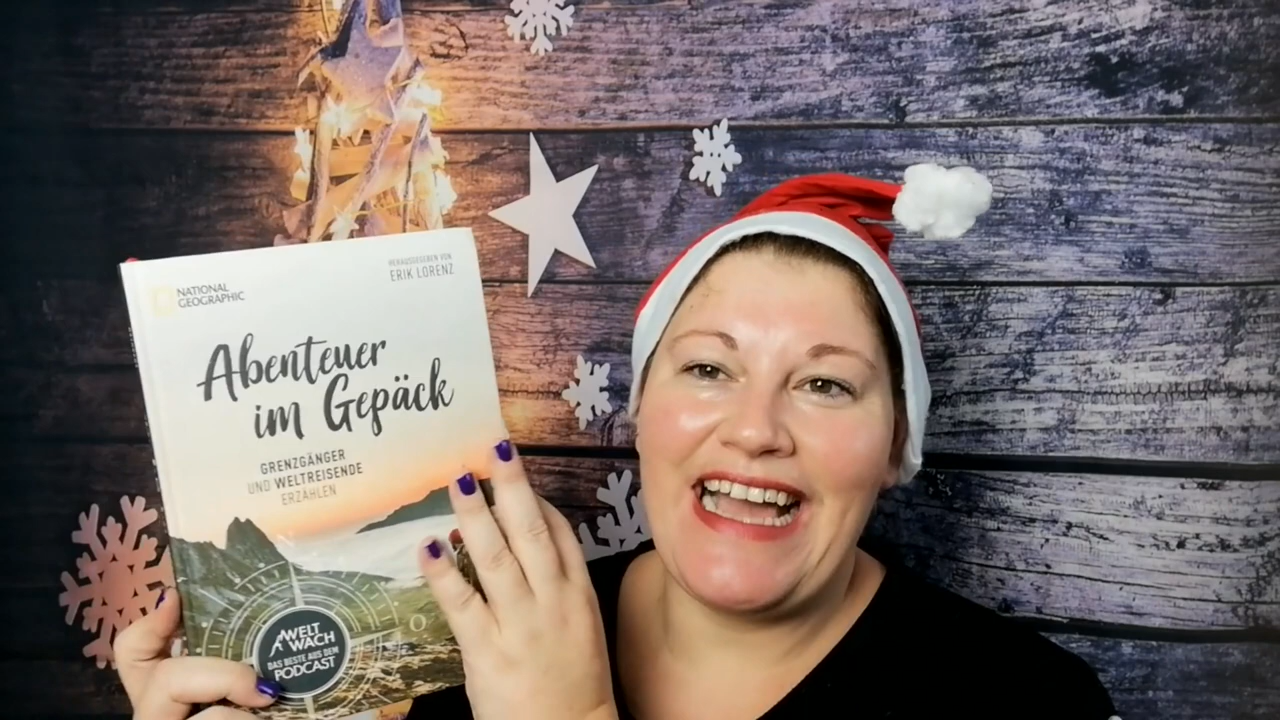 NATIONAL
GEOGRAPHIC
HERAUSGEGEBEN VON
ERIK LORENZ
Abenteuer
im Gepäck
GRENZGÄNGER
UND WELTREISENDE
ERZÄHLEN
WELT
WACH
DAS BESTE AUS DEM
PODCAST